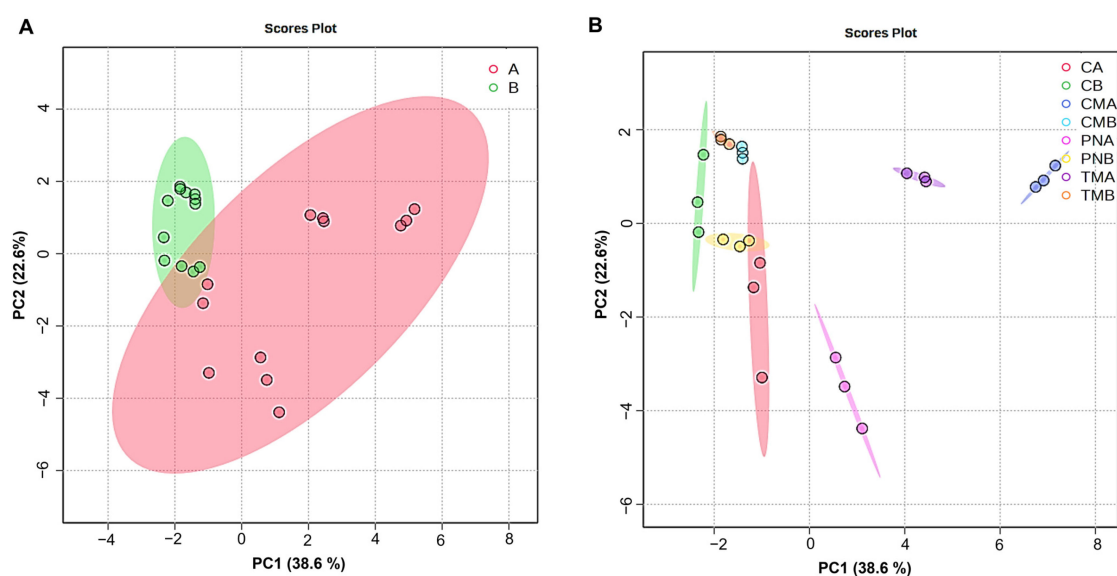 A
Scores Plot
A
B
4
2
0
−2
−4
−6
PC2 (22.6%)
−4
−2
0
2
4
6
8
PC1 (38.6 %)
B
Scores Plot
CA
CB
CMA
CMB
PNA
PNB
TMA
TMB
2
0
−2
−4
−6
PC2 (22.6%)
−2
0
2
4
6
8
PC1 (38.6 %)